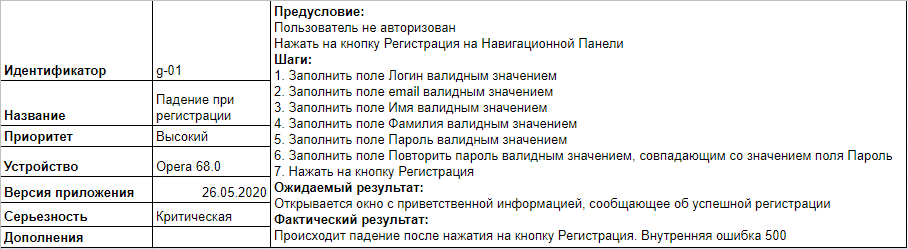 Идентификатор g-01
Название Падение при
регистрации
Приоритет Высокий
Устройство Opera 68.0
Версия приложения 26.05.2020
Серьезность Критическая
Дополнения
Предусловие:
Пользователь не авторизован
Нажать на кнопку Регистрация на Навигационной Панели
Шаги:
1. Заполнить поле Логин валидным значением
2. Заполнить поле email валидным значением
3. Заполнить поле Имя валидным значением
4. Заполнить поле Фамилия валидным значением
5. Заполнить поле Пароль валидным значением
6. Заполнить поле Повторить пароль валидным значением, совпадающим со значением поля Пароль
7. Нажать на кнопку Регистрация
Ожидаемый результат:
Открывается окно с приветственной информацией, сообщающее об успешной регистрации
Фактический результат:
Происходит падение после нажатия на кнопку Регистрация. Внутренняя ошибка 500